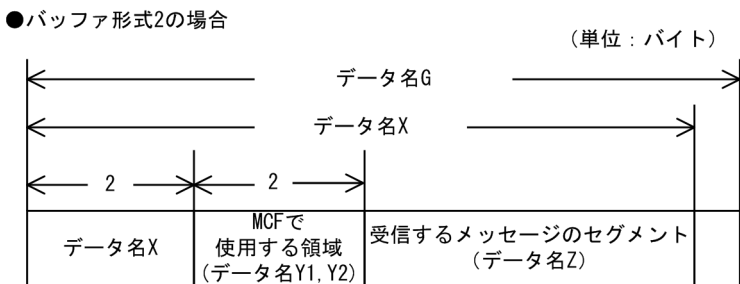 ●バッファ形式2の場合
(単位:バイト)
データ名G
データ名X
2
2
データ名X
MCFで
使用する領域
(データ名Y1,Y2)
受信するメッセージのセグメント
(データ名Z)